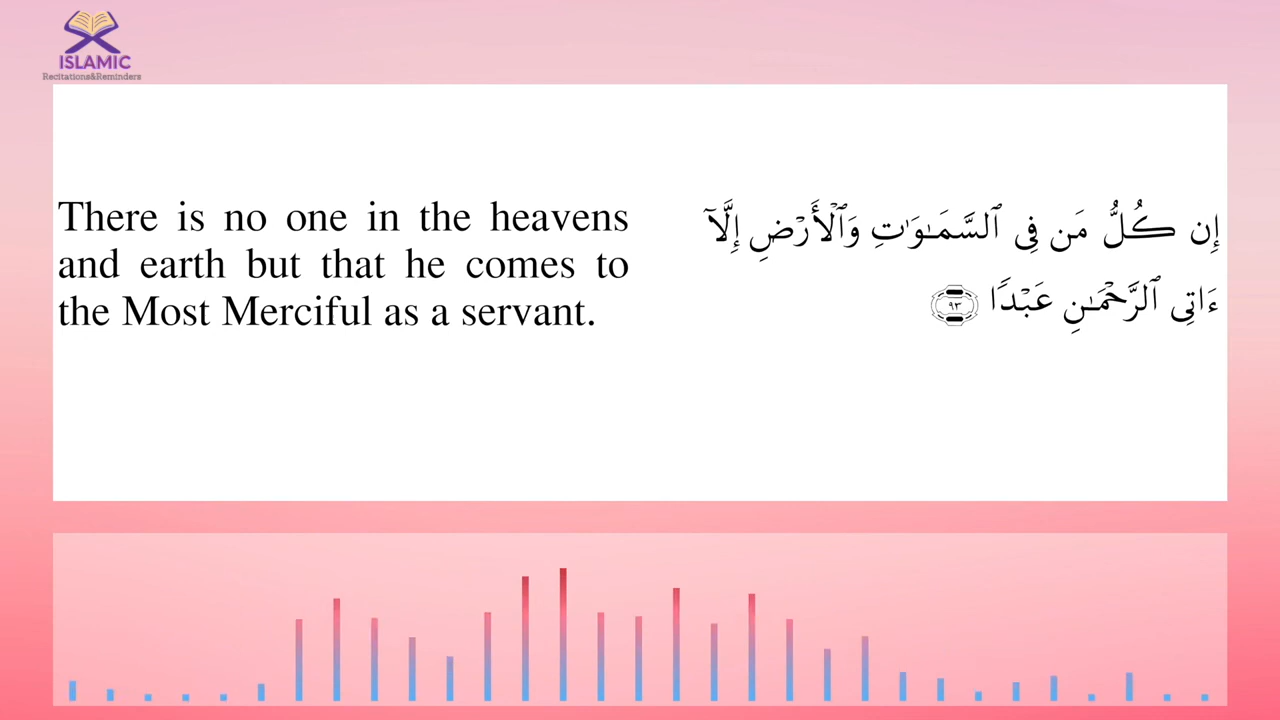 ISLAMIC
Recitations&Reminders
There is no one in the heavens
and earth but that he comes to
the Most Merciful as a servant.
إِن كُلُّ مَن فِى ٱلسَّمَـٰوَٰتِ وَٱلْأَرْضِ إِلَّآ
ءَاتِى ٱلرَّحْمَـٰنِ عَبْدًا ٩٣